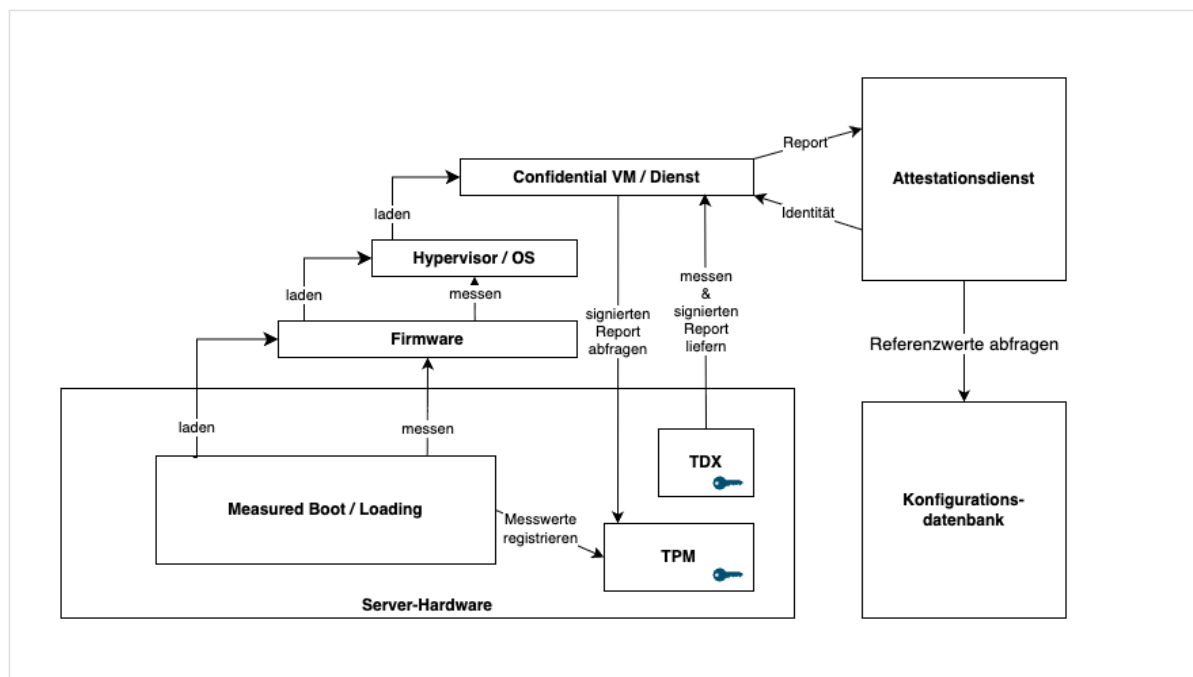 Report
Confidential VM / Dienst
Attestationsdienst
Identität
laden
Hypervisor / OS
laden
messen
messen
&
signierten
Report
liefern
signierten
Report
abfragen
Firmware
Referenzwerte abfragen
laden
messen
TDX
Measured Boot / Loading
Messwerte
registrieren
TPM
Konfigurations-
datenbank
Server-Hardware